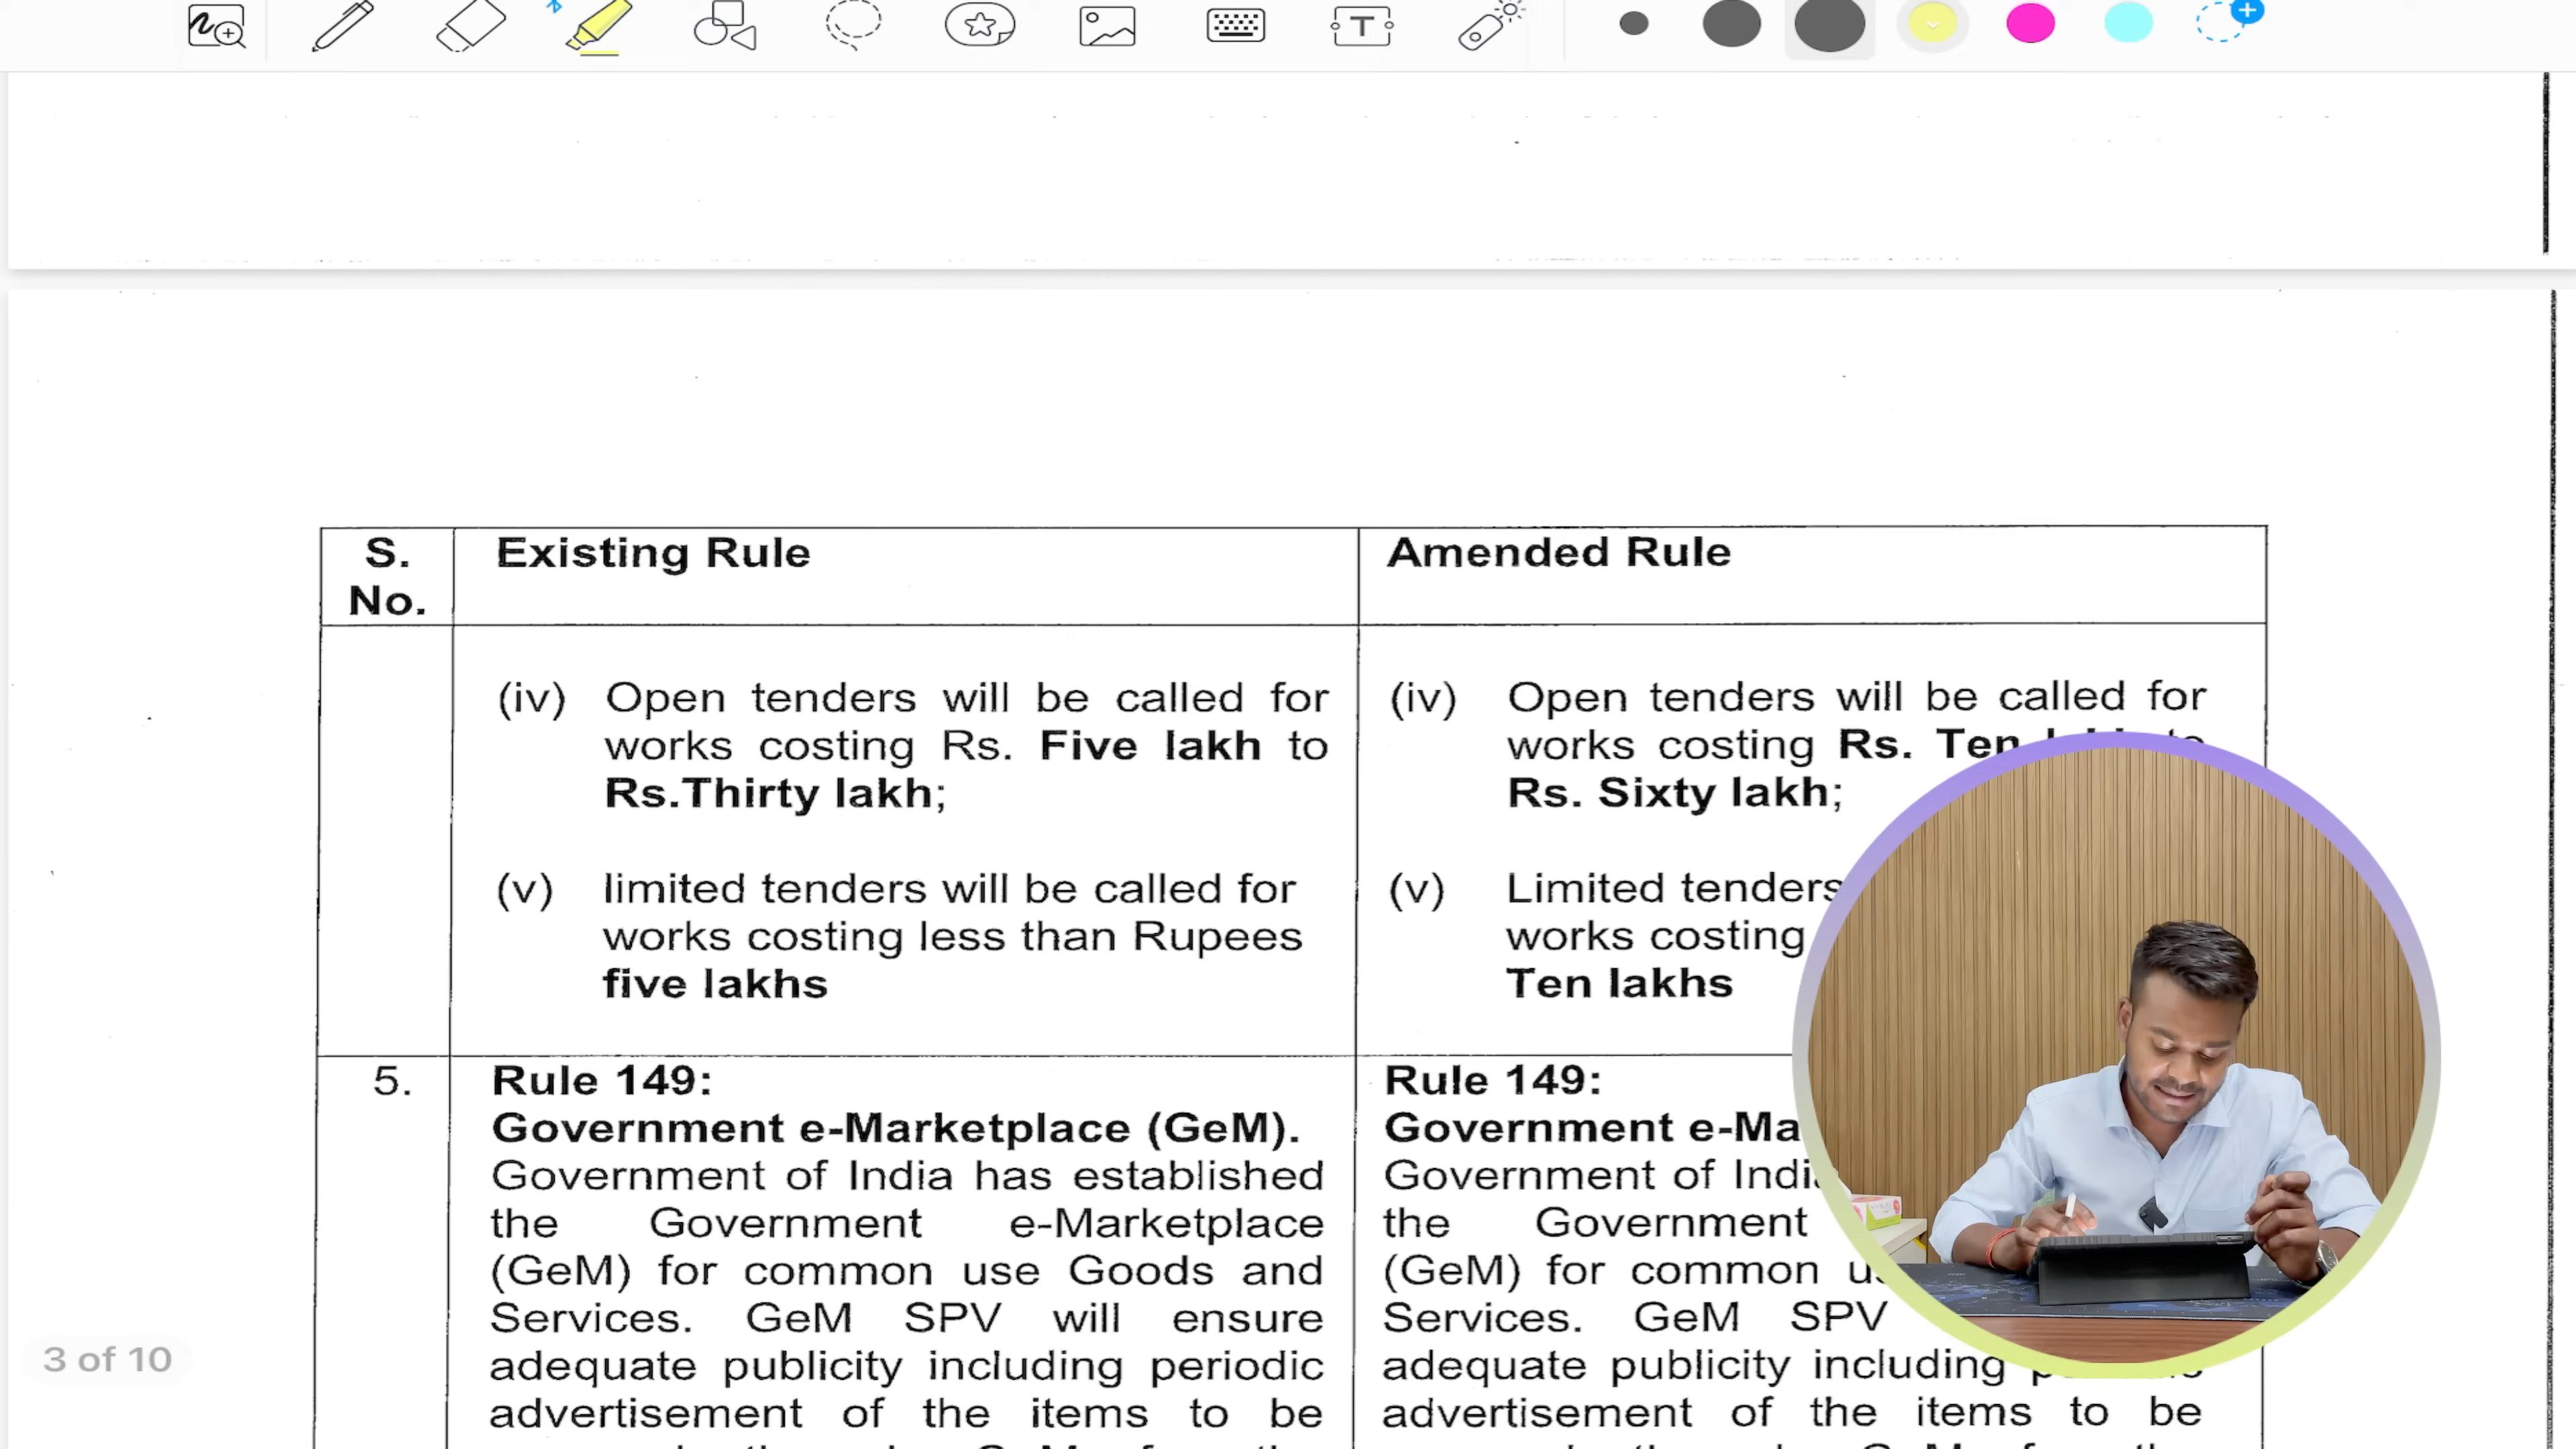 T
S.
No.
Existing Rule
Amended Rule
(iv) Open tenders will be called for
works costing Rs. Five lakh to
Rs.Thirty lakh;
(v) limited tenders will be called for
works costing less than Rupees
five lakhs
(iv) Open tenders will be called for
works costing Rs. Ten
Rs. Sixty lakh;
(v) Limited tenders
works costing
Ten lakhs
5.
Rule 149:
Government e-Marketplace (GeM).
Government of India has established
the Government e-Marketplace
(GeM) for common use Goods and
Services. GeM SPV will ensure
adequate publicity including periodic
advertisement of the items to be
Rule 149:
Government
Government of
the Government
(GeM) for common
Services. GeM SPV
adequate publicity including
advertisement of the items to be
3 of 10